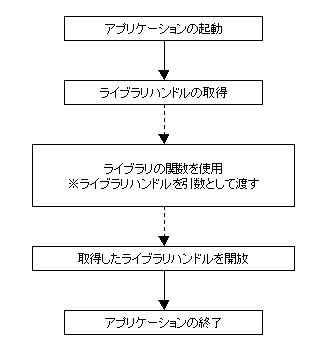 アプリケーションの起動
ライブラリハンドルの取得
ライブラリの関数を使用
※ライブラリハンドルを引数として渡す
取得したライブラリハンドルを開放
アプリケーションの終了